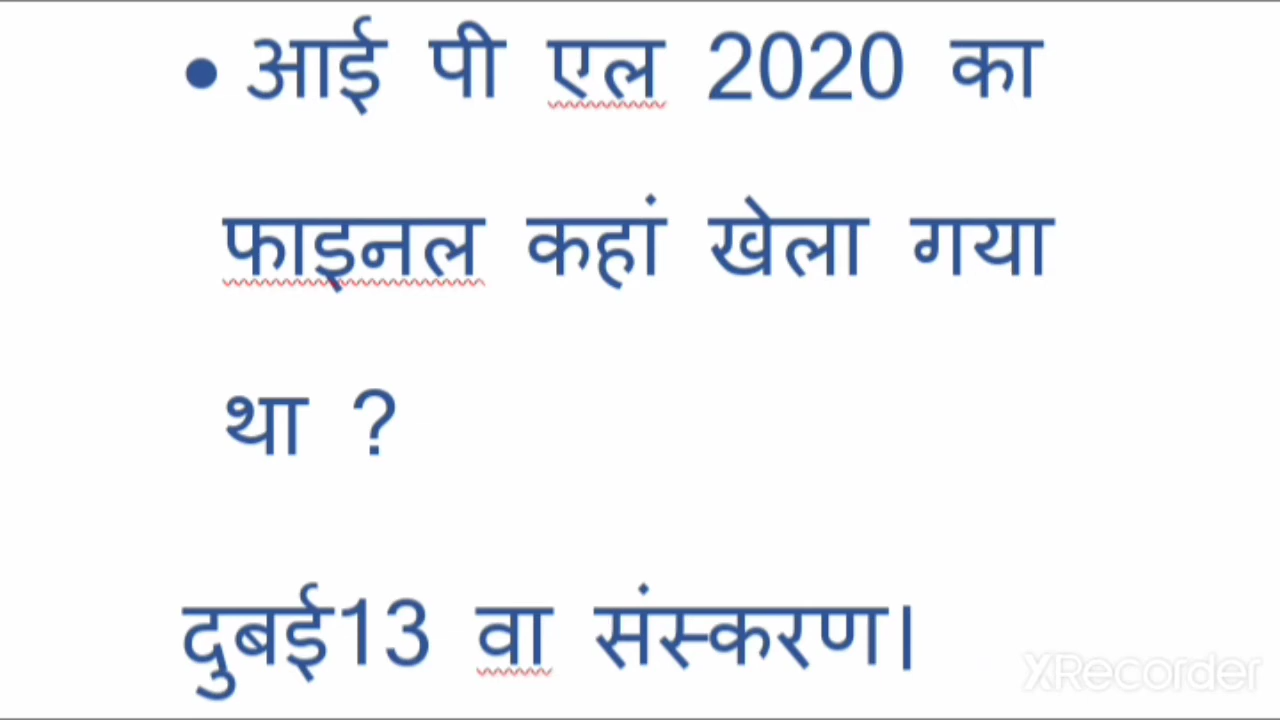 • आई पी एल 2020 का
फाइनल कहां खेला गया
था ?
दुबई13 वा संस्करण।
XRecorder